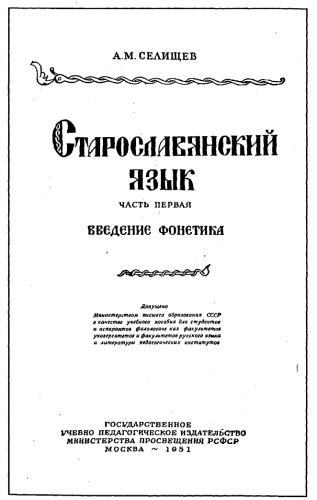 А.М. СЕЛИЩЕВ
СТАРОСЛАВЯНСКИЙ
ЯЗЫК
ЧАСТЬ ПЕРВАЯ
ВВЕДЕНИЕ ФОНЕТИКА
Допущено
Министерством высшего образования СССР
в качестве учебного пособия для студентов
и аспирантов филологических факультетов
университетов и факультетов русского языка
и литературы педагогических институтов
ГОСУДАРСТВЕННОЕ
УЧЕБНО ПЕДАГОГИЧЕСКОЕ ИЗДАТЕЛЬСТВО
МИНИСТЕРСТВА ПРОСВЕЩЕНИЯ РСФСР
МОСКВА ~ 1951